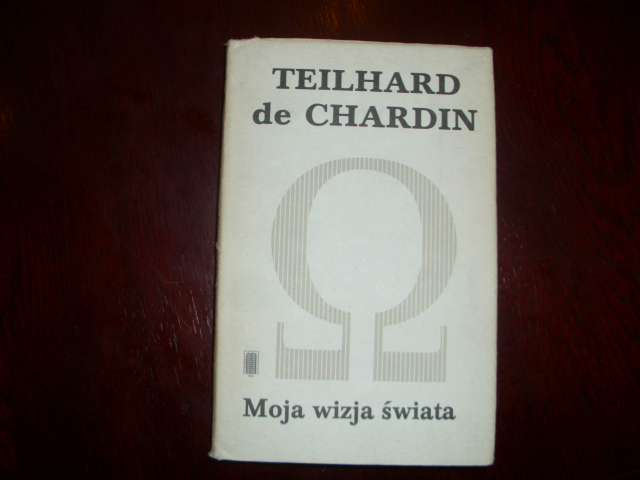 TEILHARD
de CHARDIN
Ω
Moja wizja świata